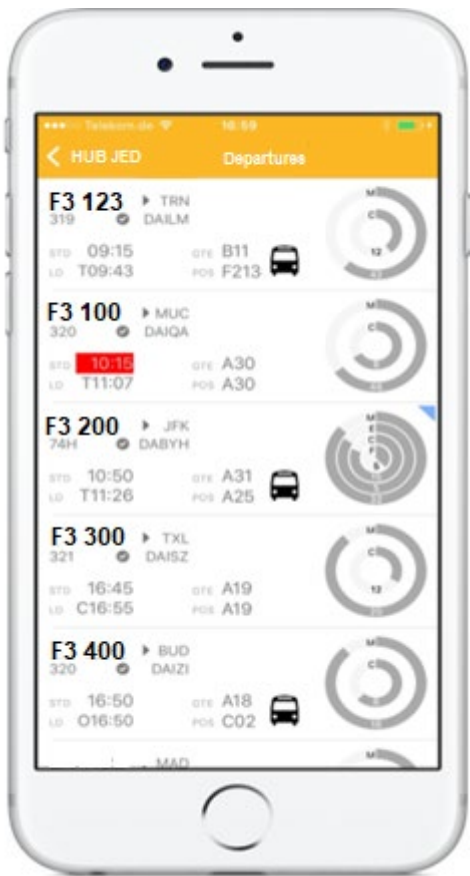 Telekom.de 16:59
HUB JED Departures
F3 123 TRN
319 DAILM
STD 09:15 GTE B11
LD T09:43 POS F213
M
C
12
F3 100 MUC
320 DAIQA
STD 10:15 GTE A30
LD T11:07 POS A30
M
C
F3 200 JFK
74H DABYH
STD 10:50 GTE A31
LD T11:26 POS A25
M
E
C
F
F3 300 TXL
321 DAISZ
STD 16:45 GTE A19
LD C16:55 POS A19
M
C
12
F3 400 BUD
320 DAIZI
STD 16:50 GTE A18
LD O16:50 POS C02
M
C
MAD
M